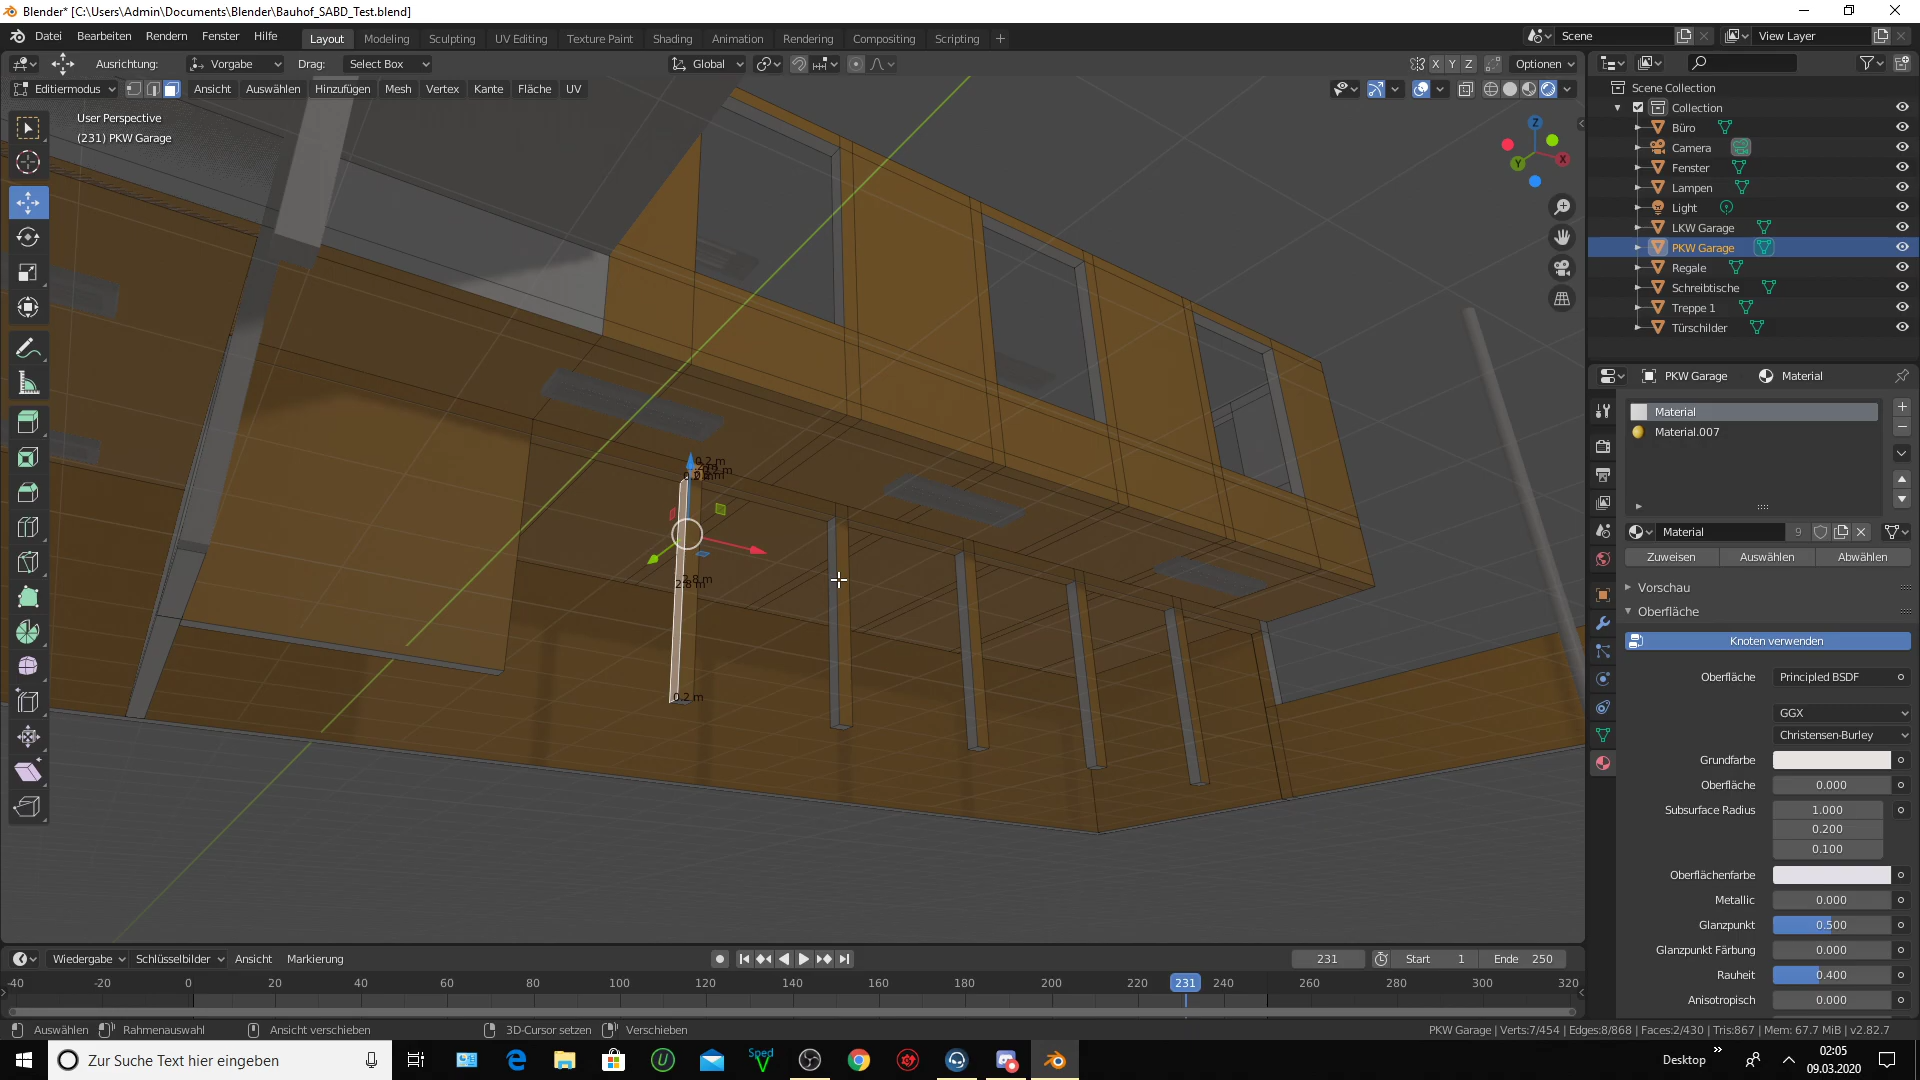 Blender* [C:\Users\Admin\Documents\Blender\Bauhof_SABD_Test.blend]
Datei Bearbeiten Rendern Fenster Hilfe Layout Modeling Sculpting UV Editing Texture Paint Shading Animation Rendering Compositing Scripting + Scene View Layer
Ausrichtung: Vorgabe Drag: Select Box Global X Y Z Optionen
Editiermodus Ansicht Auswählen Hinzufügen Mesh Vertex Kante Fläche UV
User Perspective
(231) PKW Garage
Z
Y X
0.2 m
2.8 m
0.2 m
Scene Collection
Collection
Büro
Camera
Fenster
Lampen
Light
LKW Garage
PKW Garage
Regale
Schreibtische
Treppe 1
Türschilder
PKW Garage Material
Material
Material.007
Material 9
Zuweisen Auswählen Abwählen
Vorschau
Oberfläche
Knoten verwenden
Oberfläche Principled BSDF
GGX
Christensen-Burley
Grundfarbe
Oberfläche 0.000
Subsurface Radius 1.000
0.200
0.100
Oberflächenfarbe
Metallic 0.000
Glanzpunkt 0.500
Glanzpunkt Färbung 0.000
Rauheit 0.400
Anisotropisch 0.000
Wiedergabe Schlüsselbilder Ansicht Markierung 231 Start 1 Ende 250
-40 -20 0 20 40 60 80 100 120 140 160 180 200 220 231 240 260 280 300 320
Auswählen Rahmenauswahl Ansicht verschieben 3D-Cursor setzen Verschieben PKW Garage | Verts:7/454 | Edges:8/868 | Faces:2/430 | Tris:867 | Mem: 67.7 MiB | v2.82.7
Zur Suche Text hier eingeben Sped V Desktop » 02:05
09.03.2020